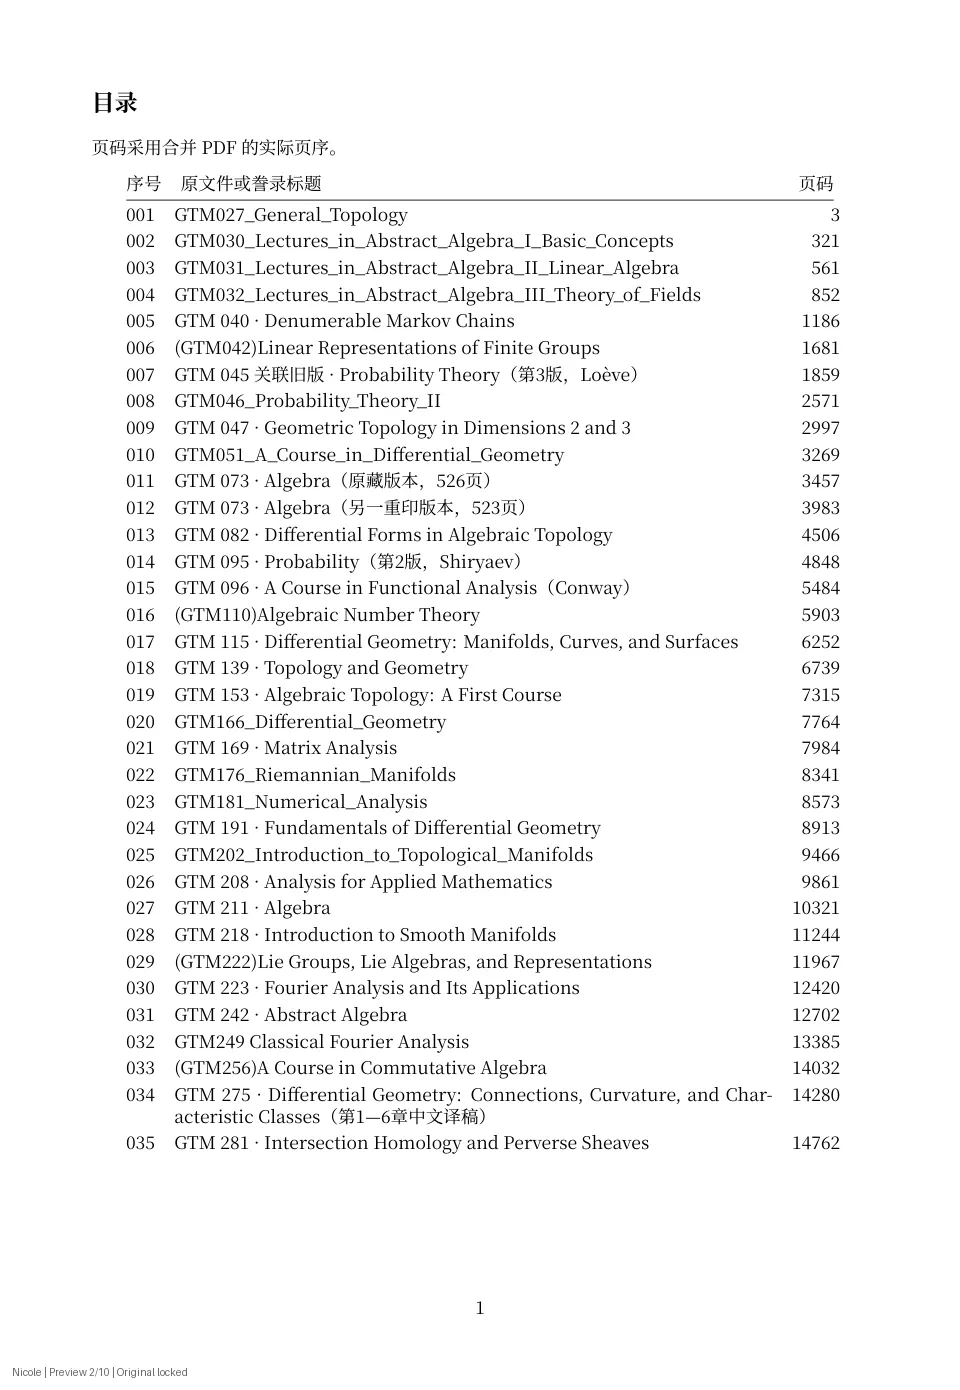 目录
页码采用合并 PDF 的实际页序。
序号 原文件或誊录标题 页码
001 GTM027_General_Topology 3
002 GTM030_Lectures_in_Abstract_Algebra_I_Basic_Concepts 321
003 GTM031_Lectures_in_Abstract_Algebra_II_Linear_Algebra 561
004 GTM032_Lectures_in_Abstract_Algebra_III_Theory_of_Fields 852
005 GTM 040 · Denumerable Markov Chains 1186
006 (GTM042)Linear Representations of Finite Groups 1681
007 GTM 045 关联旧版 · Probability Theory（第3版，Loève） 1859
008 GTM046_Probability_Theory_II 2571
009 GTM 047 · Geometric Topology in Dimensions 2 and 3 2997
010 GTM051_A_Course_in_Differential_Geometry 3269
011 GTM 073 · Algebra（原藏版本，526页） 3457
012 GTM 073 · Algebra（另一重印版本，523页） 3983
013 GTM 082 · Differential Forms in Algebraic Topology 4506
014 GTM 095 · Probability（第2版，Shiryaev） 4848
015 GTM 096 · A Course in Functional Analysis（Conway） 5484
016 (GTM110)Algebraic Number Theory 5903
017 GTM 115 · Differential Geometry: Manifolds, Curves, and Surfaces 6252
018 GTM 139 · Topology and Geometry 6739
019 GTM 153 · Algebraic Topology: A First Course 7315
020 GTM166_Differential_Geometry 7764
021 GTM 169 · Matrix Analysis 7984
022 GTM176_Riemannian_Manifolds 8341
023 GTM181_Numerical_Analysis 8573
024 GTM 191 · Fundamentals of Differential Geometry 8913
025 GTM202_Introduction_to_Topological_Manifolds 9466
026 GTM 208 · Analysis for Applied Mathematics 9861
027 GTM 211 · Algebra 10321
028 GTM 218 · Introduction to Smooth Manifolds 11244
029 (GTM222)Lie Groups, Lie Algebras, and Representations 11967
030 GTM 223 · Fourier Analysis and Its Applications 12420
031 GTM 242 · Abstract Algebra 12702
032 GTM249 Classical Fourier Analysis 13385
033 (GTM256)A Course in Commutative Algebra 14032
034 GTM 275 · Differential Geometry: Connections, Curvature, and Char- 14280
acteristic Classes（第1—6章中文译稿）
035 GTM 281 · Intersection Homology and Perverse Sheaves 14762
1
Nicole | Preview 2/10 | Original locked